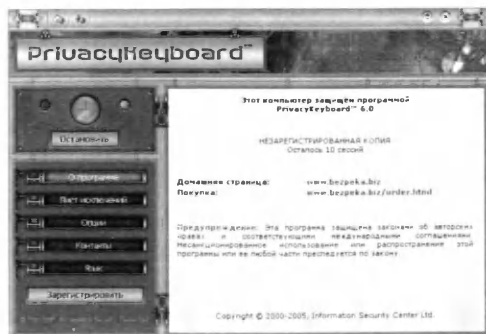 PrivacyKeyboard™
Остановить
О программе
Лист исключений
Опции
Контакты
Язык
Зарегистрировать
Этот компьютер защищен программой
PrivacyKeyboard™ 6.0
НЕЗАРЕГИСТРИРОВАННАЯ КОПИЯ
Осталось 10 сессий
Домашняя страница: www.bezpeka.biz
Покупка: www.bezpeka.biz/order.html
Предупреждение: Эта программа защищена законами об авторских
правах и соответствующими международными соглашениями.
Несанкционированное использование или распространение этой
программы или ее любой части преследуется по закону.
Copyright © 2000-2005, Information Security Center Ltd.